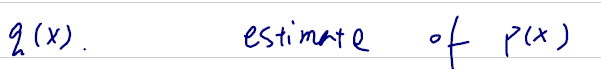 q(x). estimate of p(x)